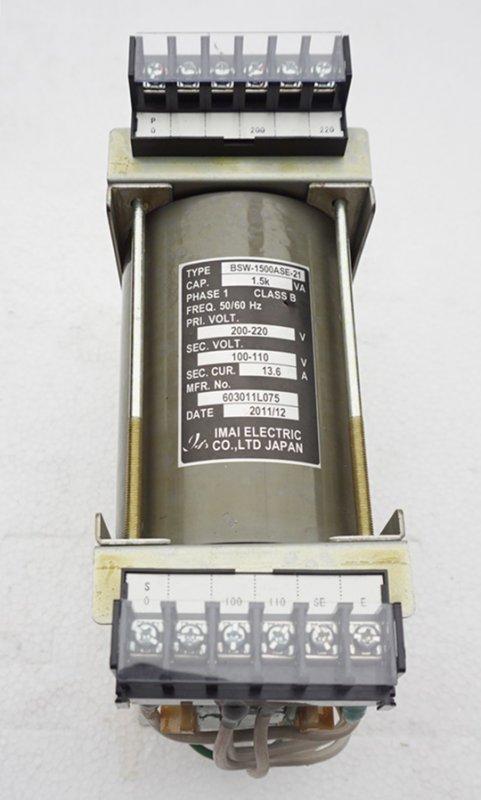 P
0 200 220
TYPE BSW-1500ASE-21
CAP. 1.5k VA
PHASE 1 CLASS B
FREQ. 50/60 Hz
PRI. VOLT.
200-220 V
SEC. VOLT.
100-110 V
SEC. CUR. 13.6 A
MFR. No.
603011L075
DATE 2011/12
IMAI ELECTRIC
CO.,LTD JAPAN
S
0 100 110 SE E